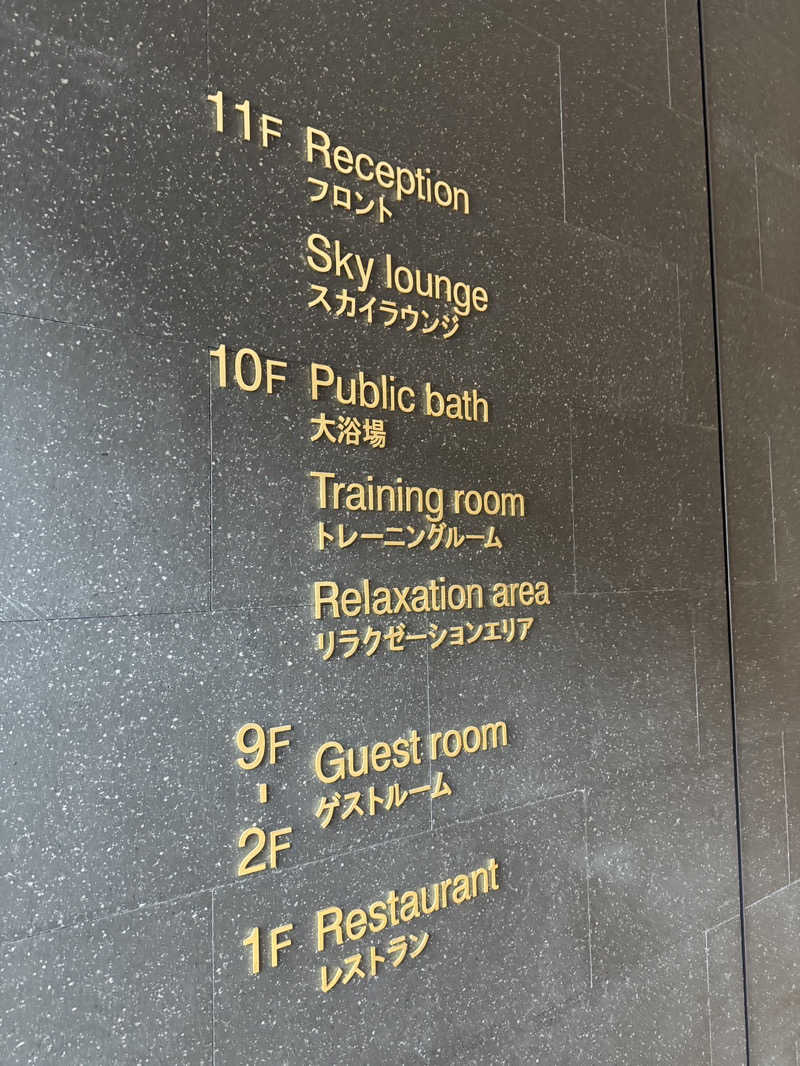 11F Reception
フロント
Sky lounge
スカイラウンジ
10F Public bath
大浴場
Training room
トレーニングルーム
Relaxation area
リラクゼーションエリア
9F
-
2F
Guest room
ゲストルーム
1F Restaurant
レストラン